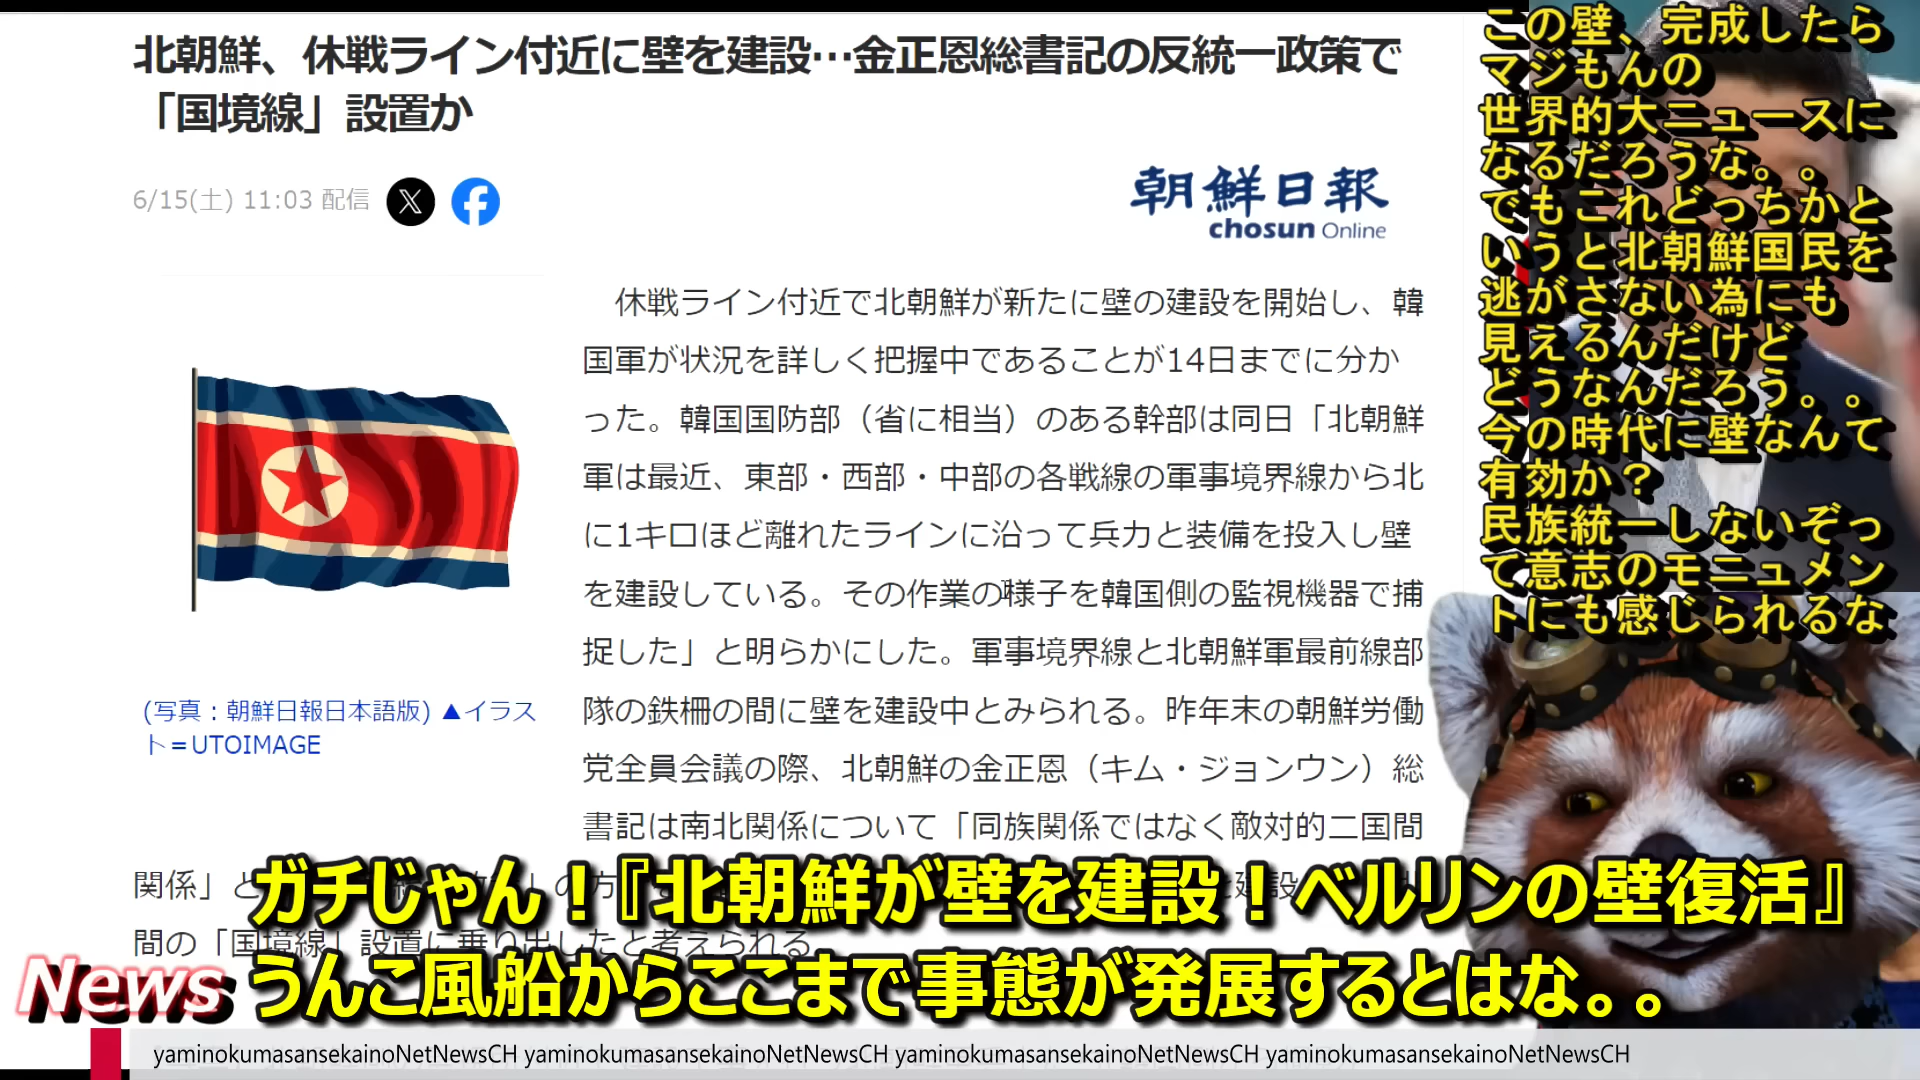 北朝鮮、休戦ライン付近に壁を建設…金正恩総書記の反統一政策で
「国境線」設置か
6/15(土) 11:03 配信
朝鮮日報
chosun Online
休戦ライン付近で北朝鮮が新たに壁の建設を開始し、韓
国軍が状況を詳しく把握中であることが14日までに分か
った。韓国国防部（省に相当）のある幹部は同日「北朝鮮
軍は最近、東部・西部・中部の各戦線の軍事境界線から北
に1キロほど離れたラインに沿って兵力と装備を投入し壁
を建設している。その作業の様子を韓国側の監視機器で捕
捉した」と明らかにした。軍事境界線と北朝鮮軍最前線部
隊の鉄柵の間に壁を建設中とみられる。昨年末の朝鮮労働
党全員会議の際、北朝鮮の金正恩（キム・ジョンウン）総
書記は南北関係について「同族関係ではなく敵対的二国間
関係」と
間の「国境線」設置に乗り出したと考えられる
(写真：朝鮮日報日本語版) ▲イラス
ト＝UTOIMAGE
この壁、完成したら
マジもんの
世界的大ニュースに
なるだろうな。。
でもこれどっちかと
いうと北朝鮮国民を
逃がさない為にも
見えるんだけど
どうなんだろう。。
今の時代に壁なんて
有効か？
民族統一しないぞっ
て意志のモニュメン
トにも感じられるな
ガチじゃん！『北朝鮮が壁を建設！ベルリンの壁復活』
うんこ風船からここまで事態が発展するとはな。。
News
yaminokumasansekainoNetNewsCH yaminokumasansekainoNetNewsCH yaminokumasansekainoNetNewsCH yaminokumasansekainoNetNewsCH